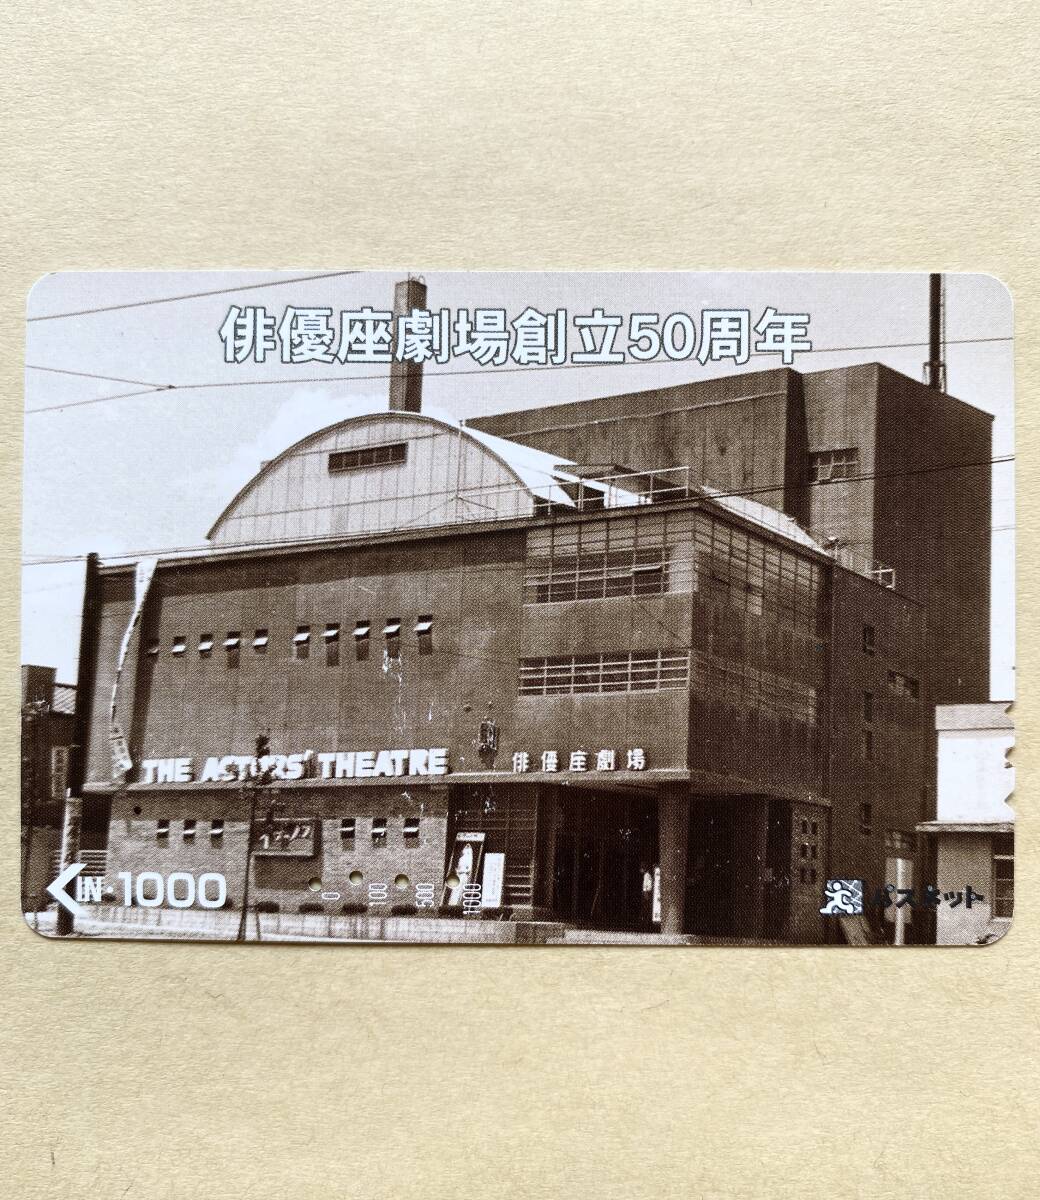 俳優座劇場創立50周年
THE ACTORS' THEATRE
俳優座劇場
IN・1000
0 100 500 1000
パスネット